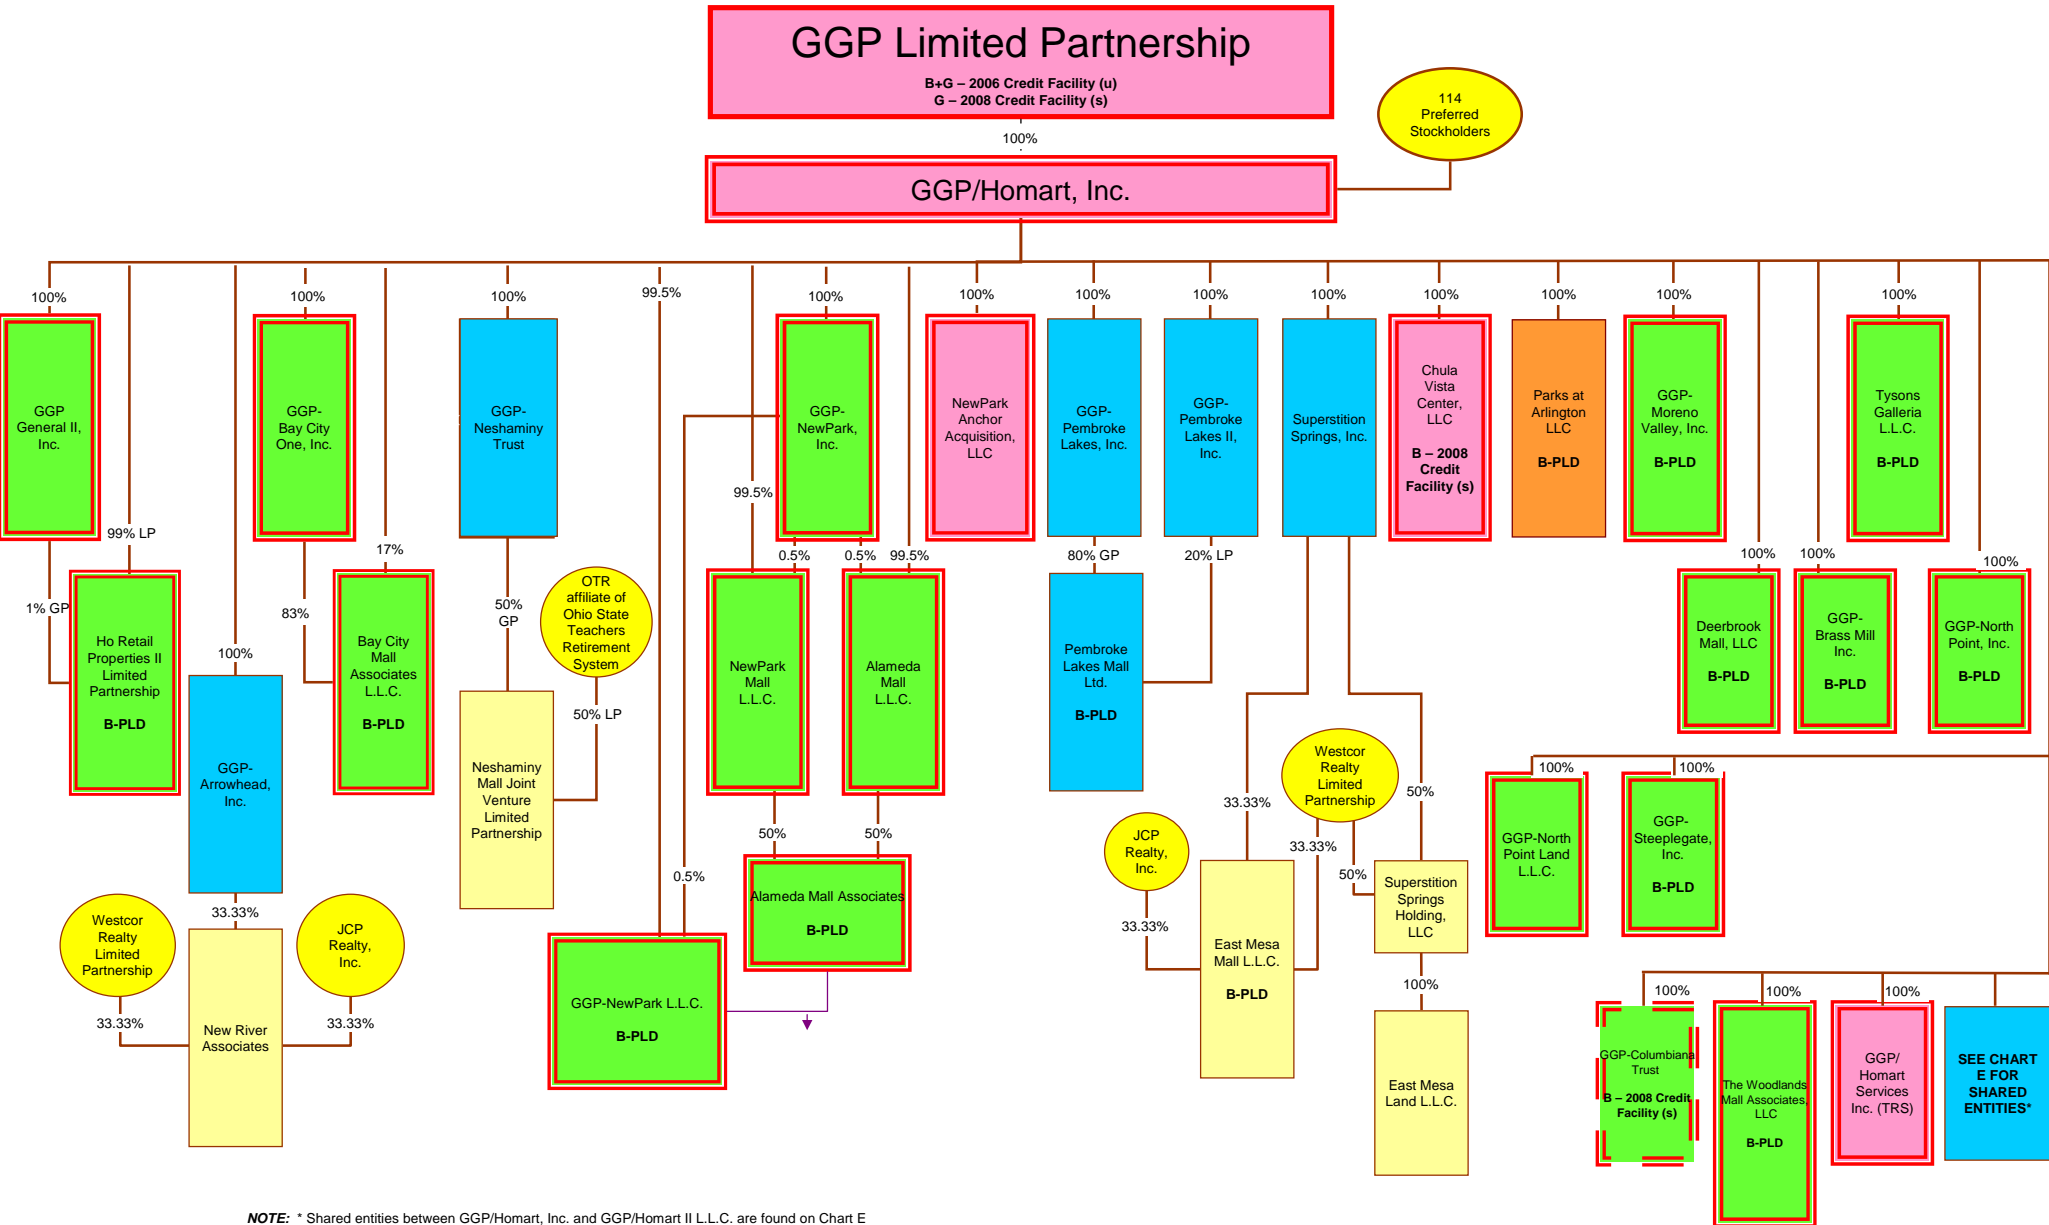 GGP Limited Partnership
B+G – 2006 Credit Facility (u)
G – 2008 Credit Facility (s)
114
Preferred
Stockholders
100%
GGP/Homart, Inc.
100%
100%
100%
99.5%
100%
100%
100%
100%
100%
100%
100%
100%
100%
GGP
General II,
Inc.
GGP-
Bay City
One, Inc.
GGP-
Neshaminy
Trust
GGP-
NewPark,
Inc.
NewPark
Anchor
Acquisition,
LLC
GGP-
Pembroke
Lakes, Inc.
GGP-
Pembroke
Lakes II,
Inc.
Superstition
Springs, Inc.
Chula
Vista
Center,
LLC
B – 2008
Credit
Facility (s)
Parks at
Arlington
LLC
B-PLD
GGP-
Moreno
Valley, Inc.
B-PLD
Tysons
Galleria
L.L.C.
B-PLD
99.5%
99% LP
17%
0.5%
0.5%
99.5%
80% GP
20% LP
100%
100%
100%
1% GP
83%
50%
GP
OTR
affiliate of
Ohio State
Teachers
Retirement
System
100%
50% LP
Ho Retail
Properties II
Limited
Partnership
B-PLD
Bay City
Mall
Associates
L.L.C.
B-PLD
NewPark
Mall
L.L.C.
Alameda
Mall
L.L.C.
Pembroke
Lakes Mall
Ltd.
B-PLD
Deerbrook
Mall, LLC
B-PLD
GGP-
Brass Mill
Inc.
B-PLD
GGP-North
Point, Inc.
B-PLD
GGP-
Arrowhead,
Inc.
Neshaminy
Mall Joint
Venture
Limited
Partnership
Westcor
Realty
Limited
Partnership
100%
100%
33.33%
50%
50%
50%
JCP
Realty,
Inc.
33.33%
50%
GGP-North
Point Land
L.L.C.
GGP-
Steeplegate,
Inc.
B-PLD
0.5%
Alameda Mall Associates
B-PLD
Superstition
Springs
Holding,
LLC
33.33%
33.33%
Westcor
Realty
Limited
Partnership
JCP
Realty,
Inc.
East Mesa
Mall L.L.C.
B-PLD
100%
100%
100%
100%
GGP-NewPark L.L.C.
B-PLD
33.33%
33.33%
New River
Associates
East Mesa
Land L.L.C.
GGP-Columbiana
Trust
B – 2008 Credit
Facility (s)
The Woodlands
Mall Associates,
LLC
B-PLD
GGP/
Homart
Services
Inc. (TRS)
SEE CHART
E FOR
SHARED
ENTITIES*
NOTE: * Shared entities between GGP/Homart, Inc. and GGP/Homart II L.L.C. are found on Chart E